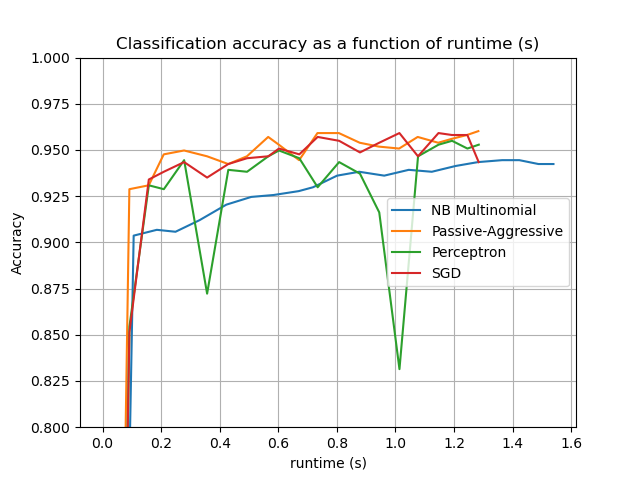 Classification accuracy as a function of runtime (s)
1.000
0.975
0.950
0.925
0.900
0.875
0.850
0.825
0.800
Accuracy
NB Multinomial
Passive-Aggressive
Perceptron
SGD
0.0 0.2 0.4 0.6 0.8 1.0 1.2 1.4 1.6
runtime (s)